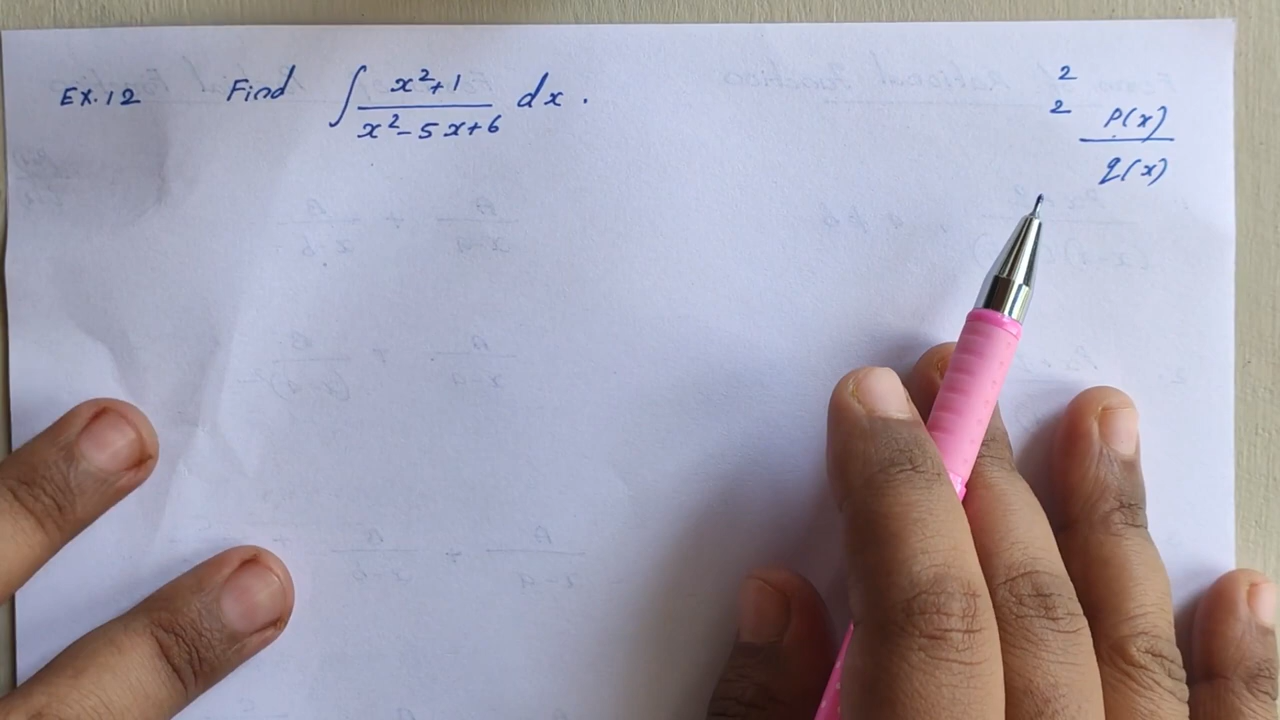 Ex.12 Find ∫ x²+1 / x²-5x+6 dx .
2
2 P(x) / q(x)